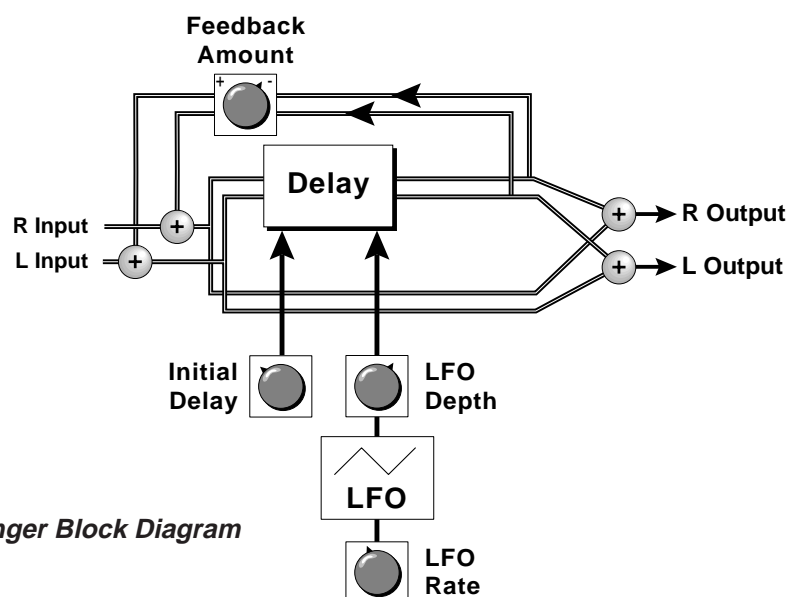 Feedback
Amount
+ -
Delay
R Input
+
+
R Output
L Input
+
+
L Output
Initial
Delay
LFO
Depth
LFO
nger Block Diagram
LFO
Rate